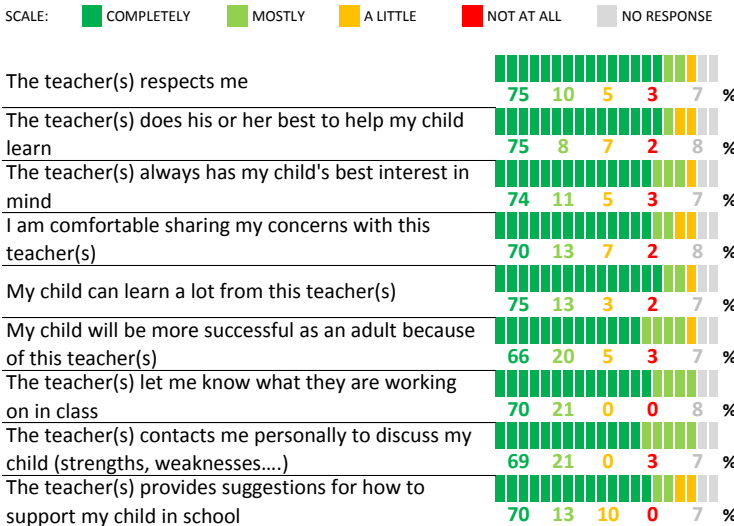 SCALE: COMPLETELY MOSTLY A LITTLE NOT AT ALL NO RESPONSE
The teacher(s) respects me
75 10 5 3 7 %
The teacher(s) does his or her best to help my child
learn
75 8 7 2 8 %
The teacher(s) always has my child's best interest in
mind
74 11 5 3 7 %
I am comfortable sharing my concerns with this
teacher(s)
70 13 7 2 8 %
My child can learn a lot from this teacher(s)
75 13 3 2 7 %
My child will be more successful as an adult because
of this teacher(s)
66 20 5 3 7 %
The teacher(s) let me know what they are working
on in class
70 21 0 0 8 %
The teacher(s) contacts me personally to discuss my
child (strengths, weaknesses....)
69 21 0 3 7 %
The teacher(s) provides suggestions for how to
support my child in school
70 13 10 0 7 %